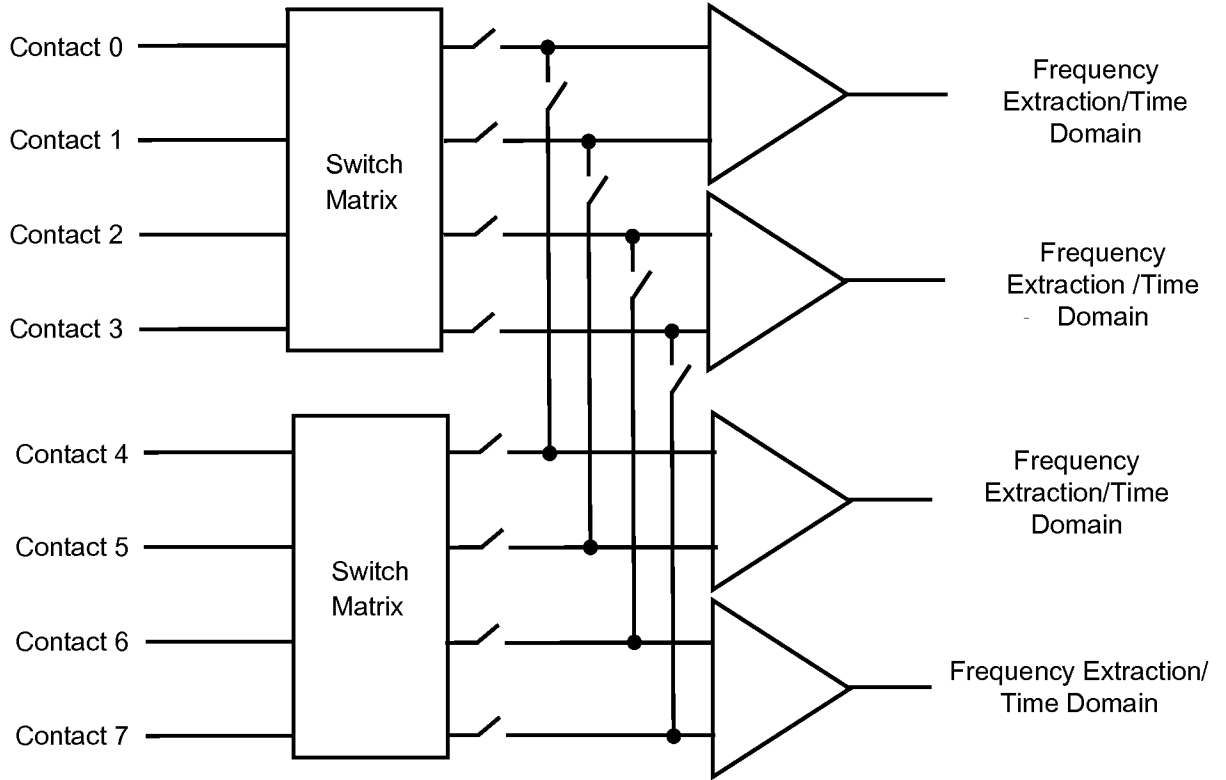 Contact 0
Contact 1
Contact 2
Contact 3
Switch
Matrix
Frequency
Extraction/Time
Domain
Frequency
Extraction /Time
Domain
Contact 4
Contact 5
Contact 6
Contact 7
Switch
Matrix
Frequency
Extraction/Time
Domain
Frequency Extraction/
Time Domain